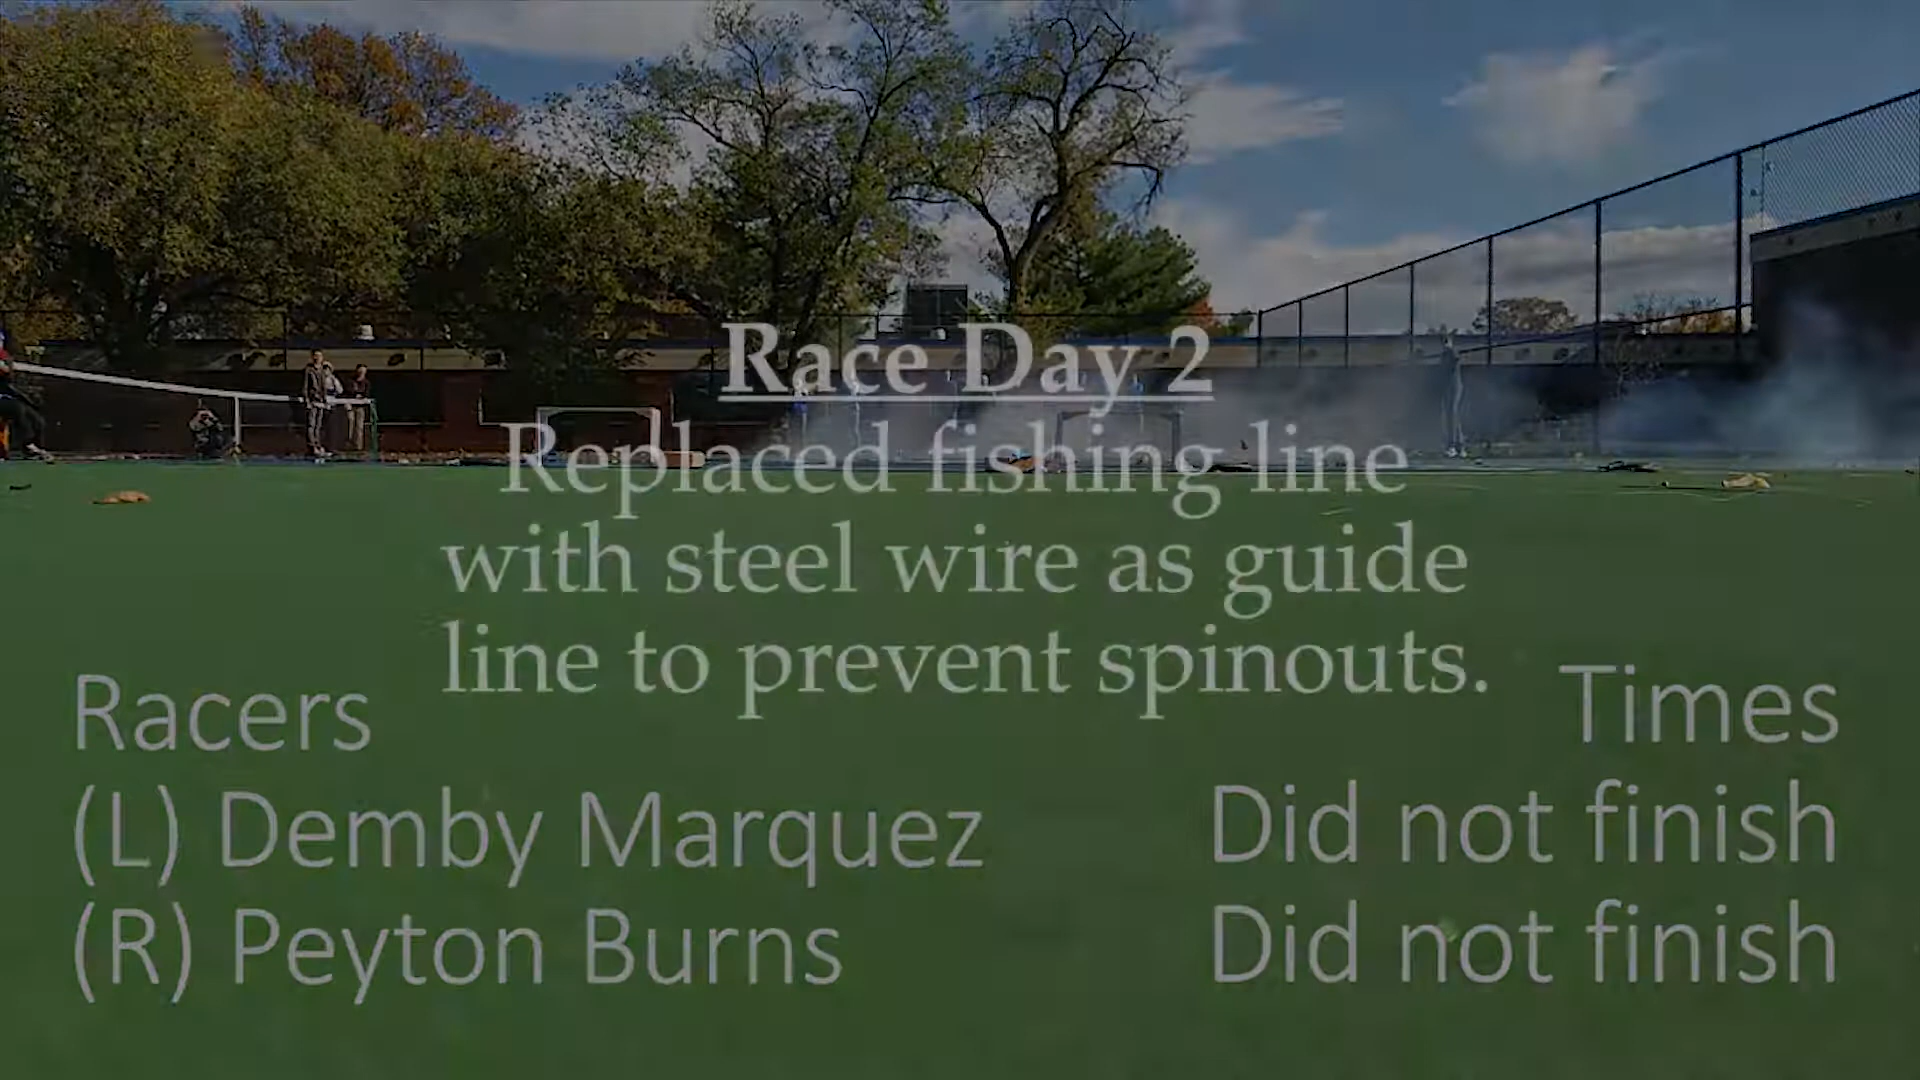 Race Day 2
Replaced fishing line
with steel wire as guide
line to prevent spinouts.
Racers Times
(L) Demby Marquez Did not finish
(R) Peyton Burns Did not finish